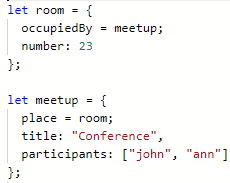 let room = {
  occupiedBy = meetup;
  number: 23
};

let meetup = {
  place = room;
  title: "Conference",
  participants: ["john", "ann"]
};